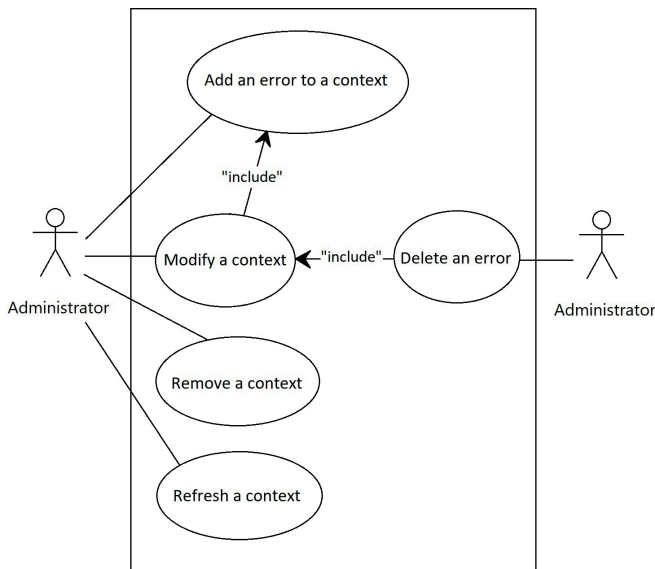 Add an error to a context
"include"
Modify a context
"include"
Delete an error
Administrator
Administrator
Remove a context
Refresh a context